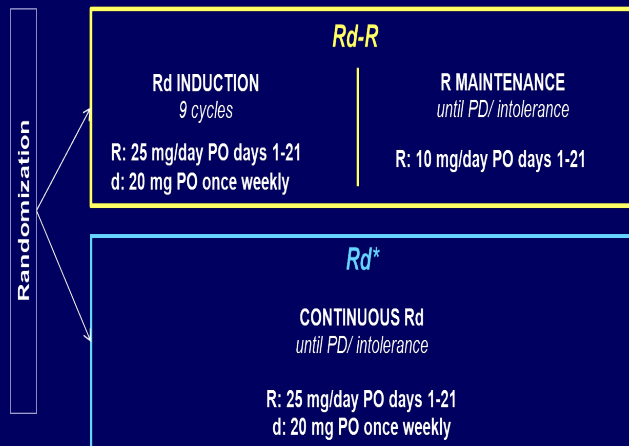 Randomization
Rd-R
Rd INDUCTION
9 cycles
R: 25 mg/day PO days 1-21
d: 20 mg PO once weekly
R MAINTENANCE
until PD/ intolerance
R: 10 mg/day PO days 1-21
Rd*
CONTINUOUS Rd
until PD/ intolerance
R: 25 mg/day PO days 1-21
d: 20 mg PO once weekly